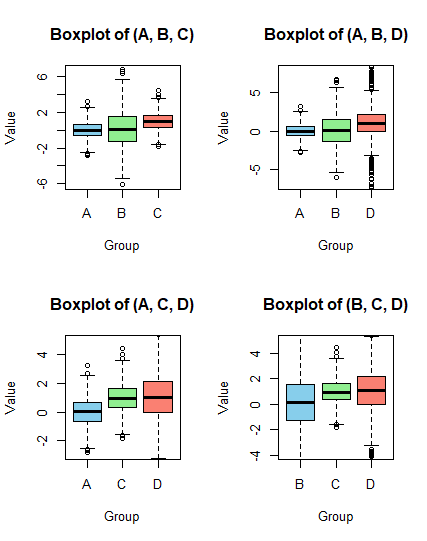 Boxplot of (A, B, C)
Value
6
2
-2
-6
A B C
Group
Boxplot of (A, B, D)
Value
5
0
-5
A B D
Group
Boxplot of (A, C, D)
Value
4
2
0
-2
A C D
Group
Boxplot of (B, C, D)
Value
4
2
0
-2
-4
B C D
Group